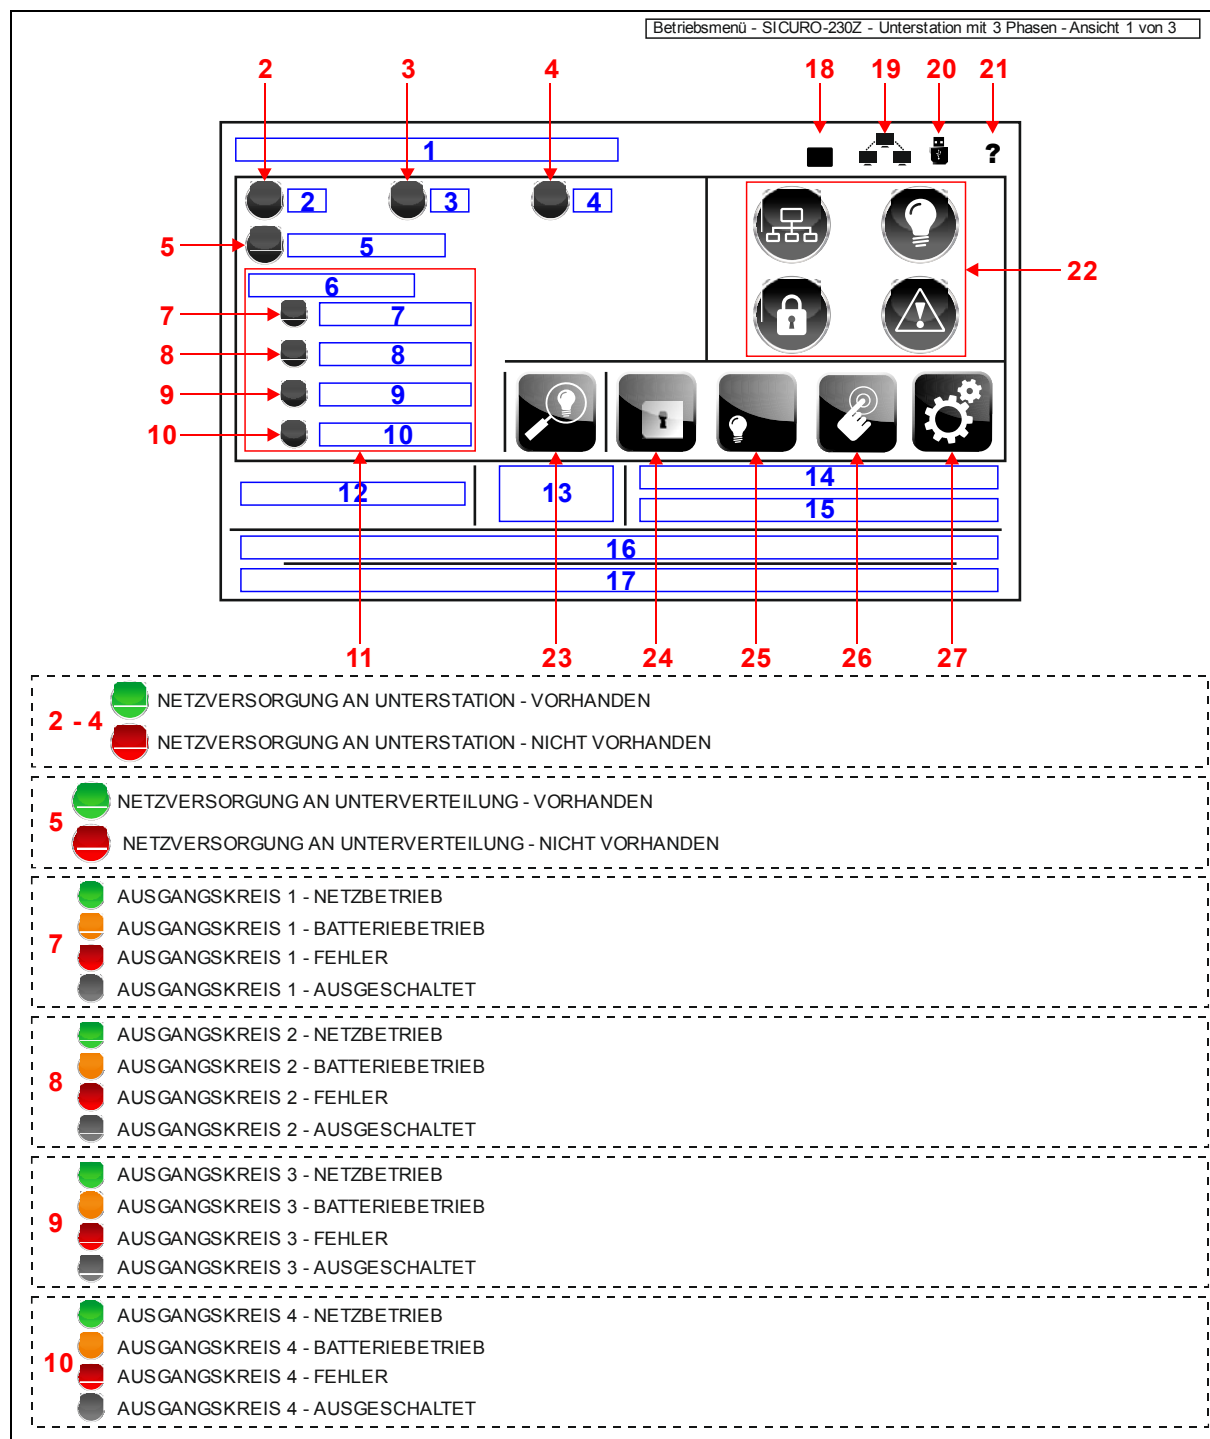 Betriebsmenü - SICURO-230Z - Unterstation mit 3 Phasen - Ansicht 1 von 3
2 3 4 18 19 20 21
1
?
2 3 4
5 5
22
6
7 7
8 8
9 9
10 10
12 13 14
15
16
17
11 23 24 25 26 27
2 - 4
NETZVERSORGUNG AN UNTERSTATION - VORHANDEN
NETZVERSORGUNG AN UNTERSTATION - NICHT VORHANDEN
5
NETZVERSORGUNG AN UNTERVERTEILUNG - VORHANDEN
NETZVERSORGUNG AN UNTERVERTEILUNG - NICHT VORHANDEN
7
AUSGANGSKREIS 1 - NETZBETRIEB
AUSGANGSKREIS 1 - BATTERIEBETRIEB
AUSGANGSKREIS 1 - FEHLER
AUSGANGSKREIS 1 - AUSGESCHALTET
8
AUSGANGSKREIS 2 - NETZBETRIEB
AUSGANGSKREIS 2 - BATTERIEBETRIEB
AUSGANGSKREIS 2 - FEHLER
AUSGANGSKREIS 2 - AUSGESCHALTET
9
AUSGANGSKREIS 3 - NETZBETRIEB
AUSGANGSKREIS 3 - BATTERIEBETRIEB
AUSGANGSKREIS 3 - FEHLER
AUSGANGSKREIS 3 - AUSGESCHALTET
10
AUSGANGSKREIS 4 - NETZBETRIEB
AUSGANGSKREIS 4 - BATTERIEBETRIEB
AUSGANGSKREIS 4 - FEHLER
AUSGANGSKREIS 4 - AUSGESCHALTET